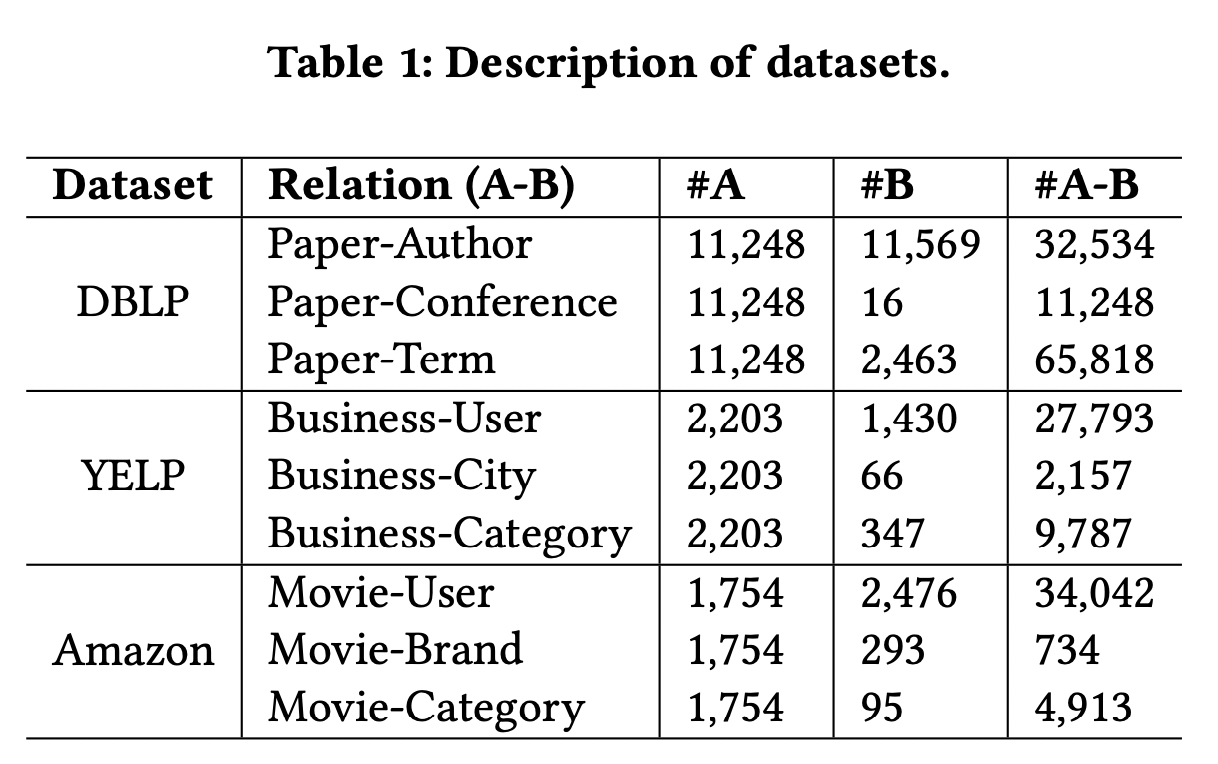 Table 1: Description of datasets.
Dataset Relation (A-B) #A #B #A-B
Paper-Author 11,248 11,569 32,534
DBLP Paper-Conference 11,248 16 11,248
Paper-Term 11,248 2,463 65,818
Business-User 2,203 1,430 27,793
YELP Business-City 2,203 66 2,157
Business-Category 2,203 347 9,787
Movie-User 1,754 2,476 34,042
Amazon Movie-Brand 1,754 293 734
Movie-Category 1,754 95 4,913